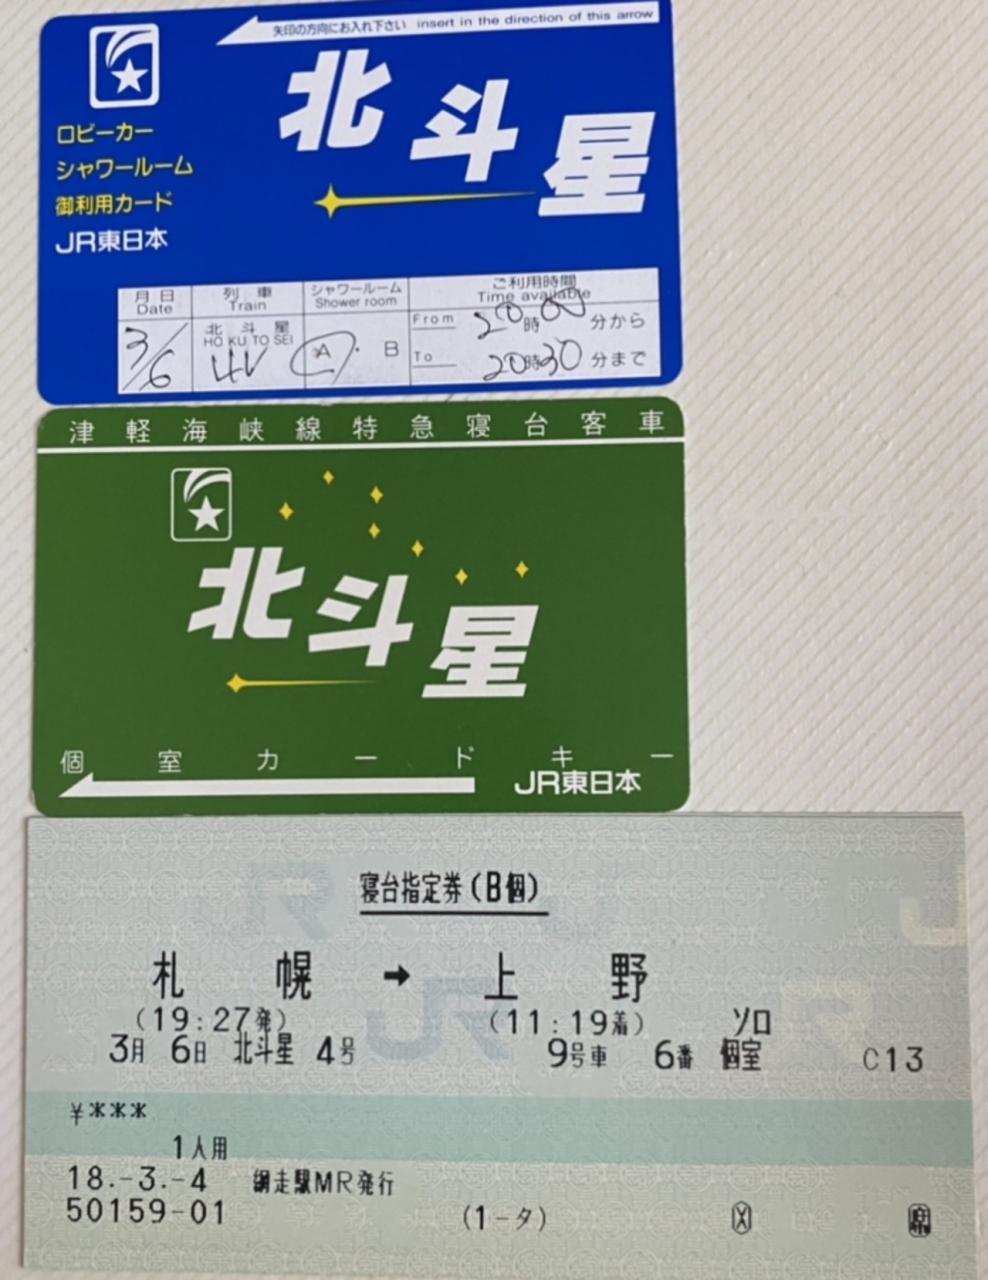 矢印の方向にお入れ下さい insert in the direction of this arrow
北斗星
ロビーカー
シャワールーム
御利用カード
JR東日本
月日 列車 シャワールーム ご利用時間
Date Train Shower room Time available
3/6 北斗星 A・B From 20時00分から
HO KU TO SEI
4 To 20時30分まで
津軽海峡線特急寝台客車
北斗星
個室カードキー
JR東日本
寝台指定券(B個)
札幌 → 上野
(19:27発) (11:19着) ソロ
3月 6日 北斗星 4号 9号車 6番 個室 C13
¥***
1人用
18.-3.-4 網走駅MR発行
50159-01 (1-タ) X